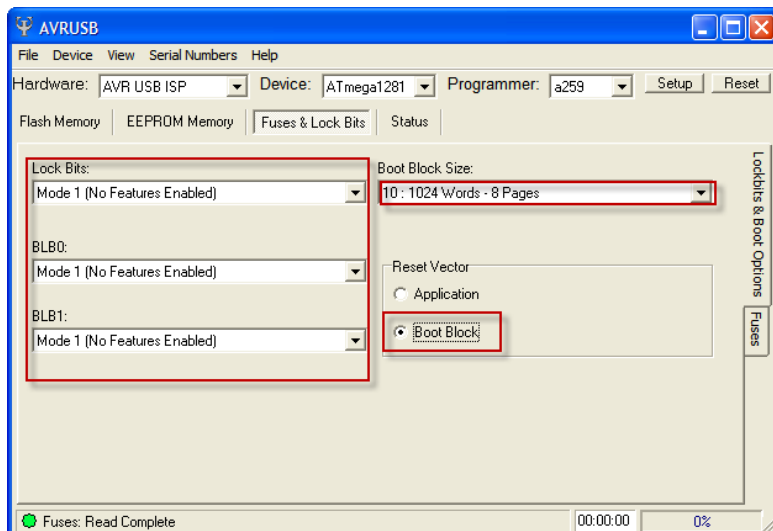 AVRUSB
File Device View Serial Numbers Help
Hardware: AVR USB ISP Device: ATmega1281 Programmer: a259 Setup Reset
Flash Memory EEPROM Memory Fuses & Lock Bits Status
Lock Bits: Boot Block Size:
Mode 1 (No Features Enabled) 10 : 1024 Words - 8 Pages
BLB0:
Mode 1 (No Features Enabled)
Reset Vector
Application
BLB1:
Boot Block
Mode 1 (No Features Enabled)
Lockbits & Boot Options
Fuses
Fuses: Read Complete 00:00:00 0%